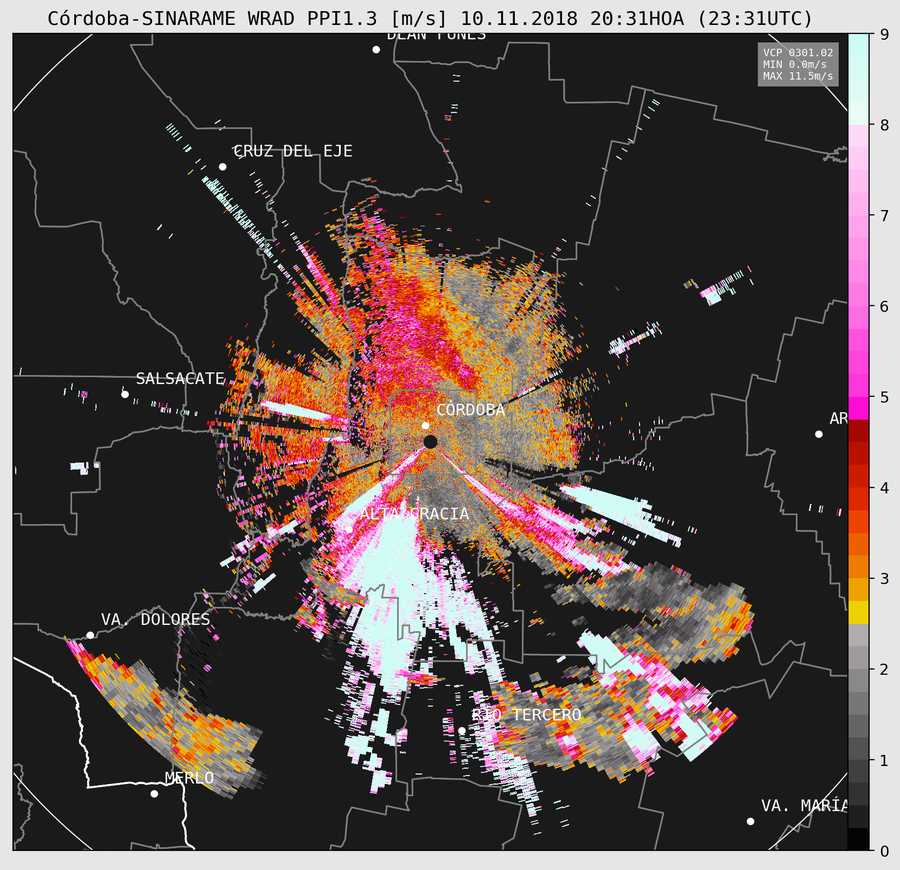 Córdoba-SINARAME WRAD PPI1.3 [m/s] 10.11.2018 20:31HOA (23:31UTC)
DEAN FUNES
VCP 0301.02
MIN 0.0m/s
MAX 11.5m/s
CRUZ DEL EJE
SALSACATE
CÓRDOBA
AR
ALTA GRACIA
VA. DOLORES
RIO TERCERO
MERLO
VA. MARÍA
9
8
7
6
5
4
3
2
1
0